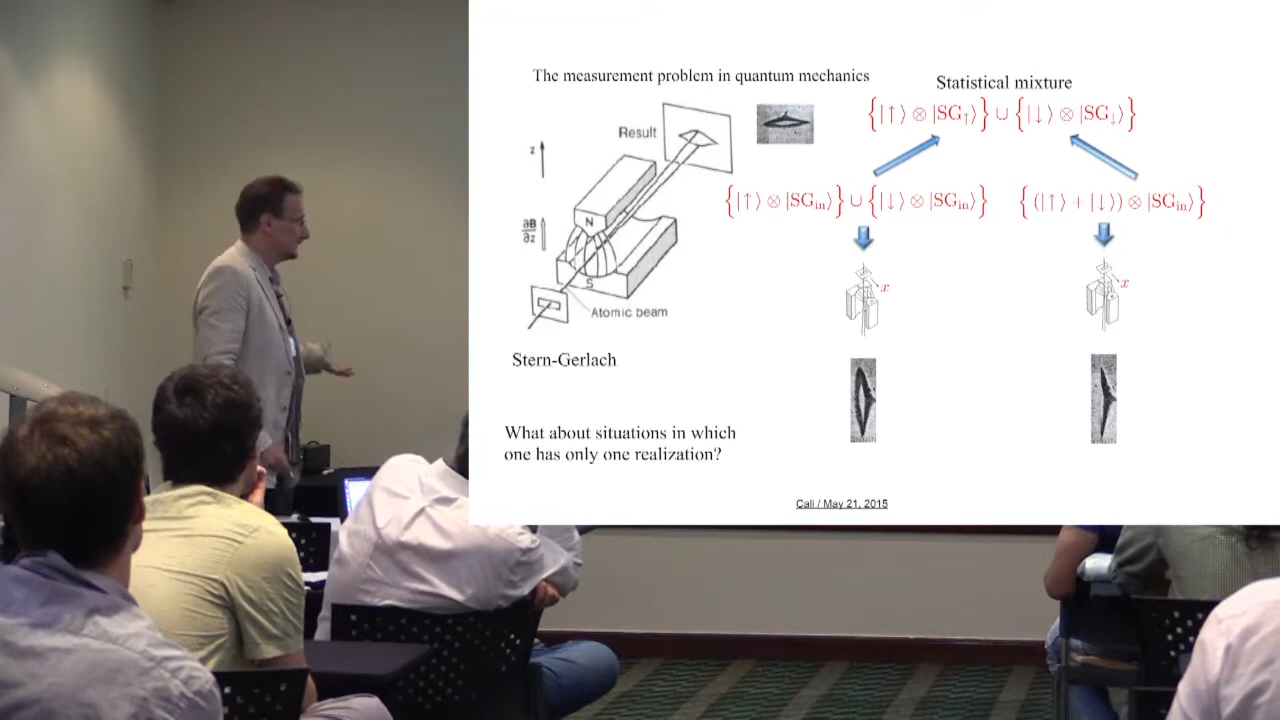 The measurement problem in quantum mechanics
Statistical mixture
{|↑⟩ ⊗ |SG↑⟩} ∪ {|↓⟩ ⊗ |SG↓⟩}
Result
z
{|↑⟩ ⊗ |SGin⟩} ∪ {|↓⟩ ⊗ |SGin⟩}
{(|↑⟩ + |↓⟩) ⊗ |SGin⟩}
N
∂B
∂z
S
x
x
Atomic beam
Stern-Gerlach
What about situations in which
one has only one realization?
Cali / May 21, 2015